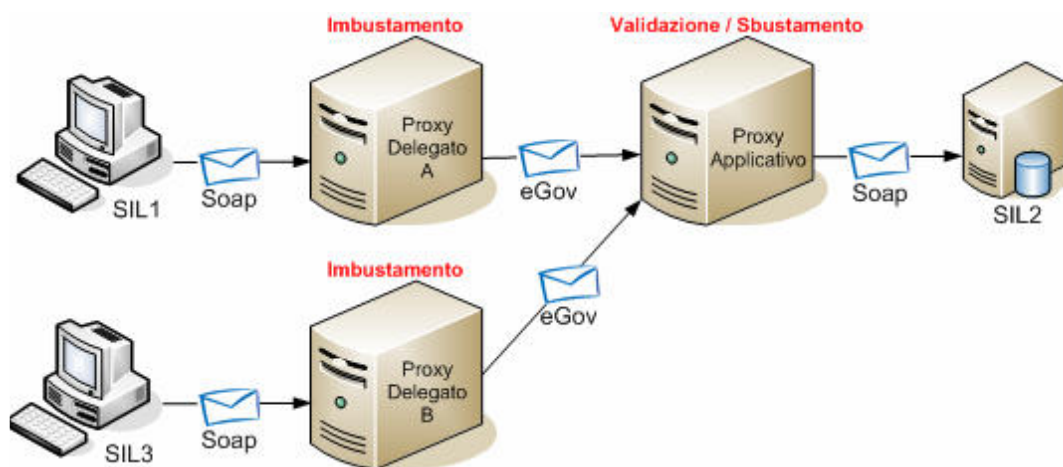 Imbustamento
Validazione / Sbustamento
Proxy
Delegato
A
Proxy
Applicativo
Soap
eGov
Soap
SIL1
SIL2
Imbustamento
eGov
Proxy
Delegato
B
Soap
SIL3